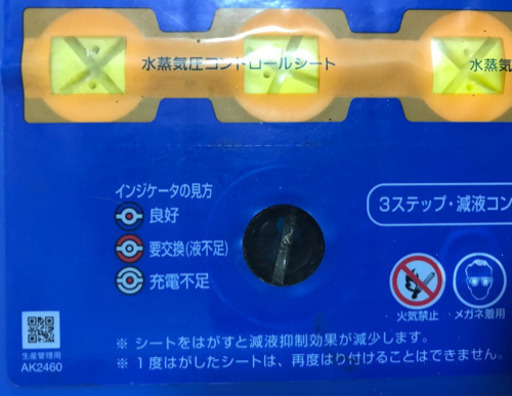 水蒸気圧コントロールシート
水蒸気
インジケータの見方
良好
要交換(液不足)
充電不足
3ステップ・減液コン
火気禁止
メガネ着用
生産管理用
AK2460
※ シートをはがすと減液抑制効果が減少します。
※ 1度はがしたシートは、再度はり付けることはできません。